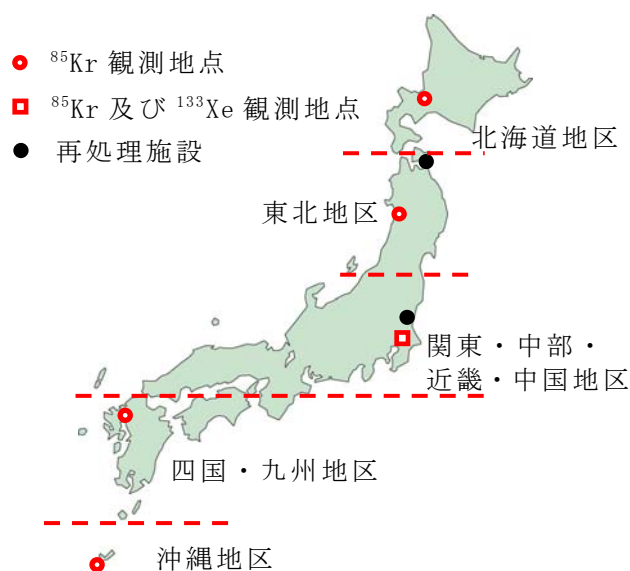 ⁸⁵Kr 観測地点
⁸⁵Kr 及び ¹³³Xe 観測地点
再処理施設
北海道地区
東北地区
関東・中部・
近畿・中国地区
四国・九州地区
沖縄地区